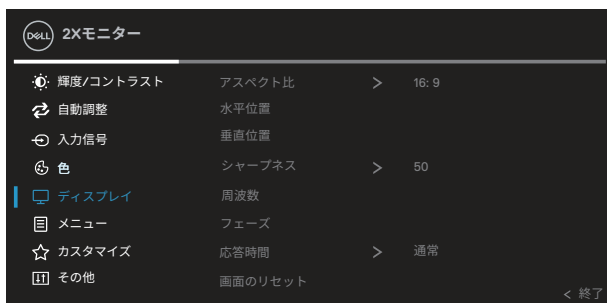 DELL 2Xモニター
輝度/コントラスト アスペクト比 > 16: 9
自動調整 水平位置
入力信号 垂直位置
色 シャープネス > 50
ディスプレイ 周波数
メニュー フェーズ
カスタマイズ 応答時間 > 通常
その他 画面のリセット
< 終了